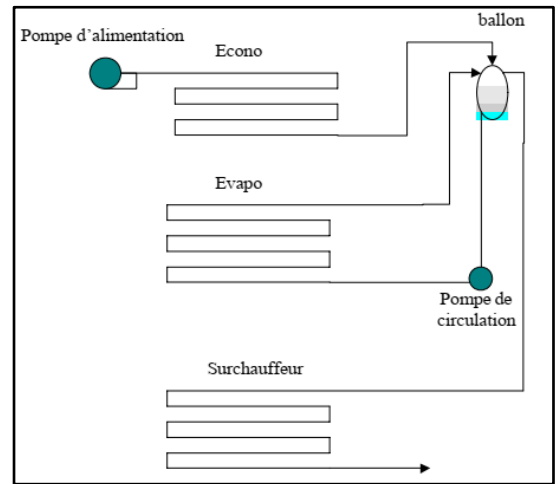 ballon
Pompe d'alimentation
Econo
Evapo
Pompe de
circulation
Surchauffeur